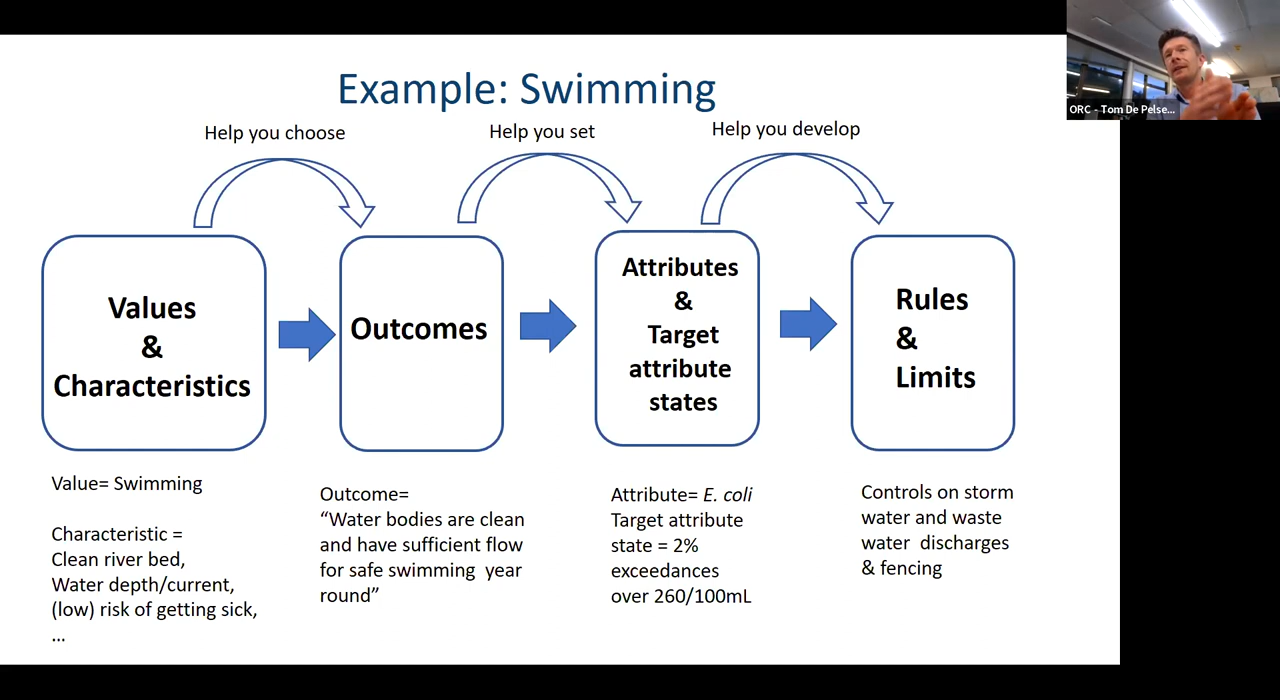 Example: Swimming
Help you choose
Help you set
Help you develop
Values
&
Characteristics
Outcomes
Attributes
&
Target
attribute
states
Rules
&
Limits
Value= Swimming
Characteristic =
Clean river bed,
Water depth/current,
(low) risk of getting sick,
...
Outcome=
“Water bodies are clean
and have sufficient flow
for safe swimming year
round”
Attribute= E. coli
Target attribute
state = 2%
exceedances
over 260/100mL
Controls on storm
water and waste
water discharges
& fencing
ORC - Tom De Pelse...